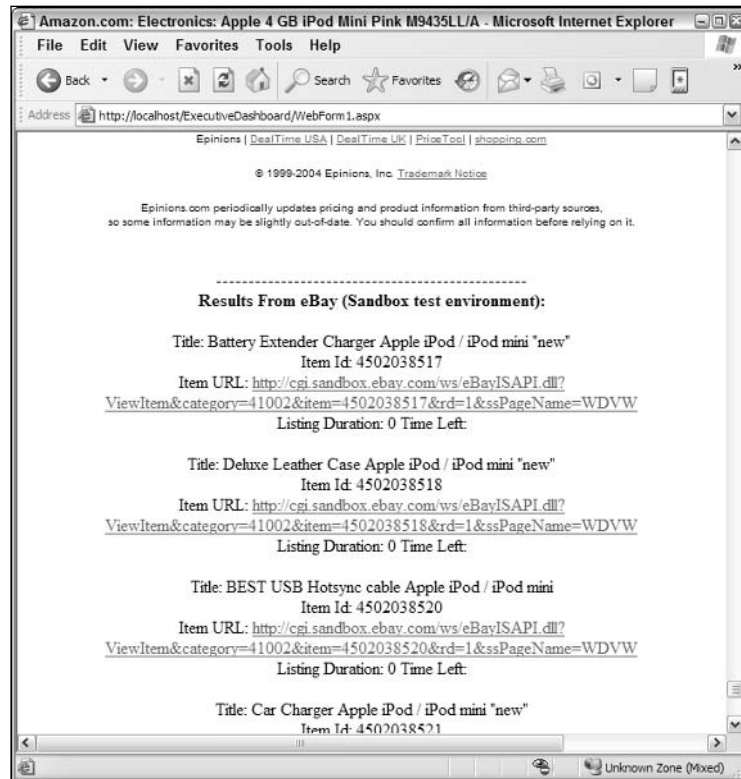 Amazon.com: Electronics: Apple 4 GB iPod Mini Pink M9435LL/A - Microsoft Internet Explorer
File Edit View Favorites Tools Help
Back Search Favorites »
Address http://localhost/ExecutiveDashboard/WebForm1.aspx
Epinions | DealTime USA | DealTime UK | PriceTool | shopping.com
© 1999-2004 Epinions, Inc. Trademark Notice
Epinions.com periodically updates pricing and product information from third-party sources,
so some information may be slightly out-of-date. You should confirm all information before relying on it.
------------------------------------------------
Results From eBay (Sandbox test environment):
Title: Battery Extender Charger Apple iPod / iPod mini "new"
Item Id: 4502038517
Item URL: http://cgi.sandbox.ebay.com/ws/eBayISAPI.dll?
ViewItem&category=41002&item=4502038517&rd=1&ssPageName=WDVW
Listing Duration: 0 Time Left:
Title: Deluxe Leather Case Apple iPod / iPod mini "new"
Item Id: 4502038518
Item URL: http://cgi.sandbox.ebay.com/ws/eBayISAPI.dll?
ViewItem&category=41002&item=4502038518&rd=1&ssPageName=WDVW
Listing Duration: 0 Time Left:
Title: BEST USB Hotsync cable Apple iPod / iPod mini
Item Id: 4502038520
Item URL: http://cgi.sandbox.ebay.com/ws/eBayISAPI.dll?
ViewItem&category=41002&item=4502038520&rd=1&ssPageName=WDVW
Listing Duration: 0 Time Left:
Title: Car Charger Apple iPod / iPod mini "new"
Item Id: 4502038521
Unknown Zone (Mixed)